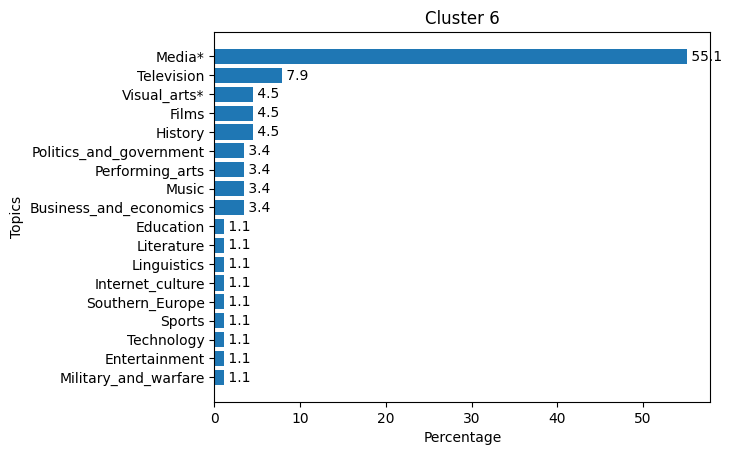 Cluster 6
Media* 55.1
Television 7.9
Visual_arts* 4.5
Films 4.5
History 4.5
Politics_and_government 3.4
Performing_arts 3.4
Music 3.4
Business_and_economics 3.4
Education 1.1
Literature 1.1
Linguistics 1.1
Internet_culture 1.1
Southern_Europe 1.1
Sports 1.1
Technology 1.1
Entertainment 1.1
Military_and_warfare 1.1
Topics
0 10 20 30 40 50
Percentage